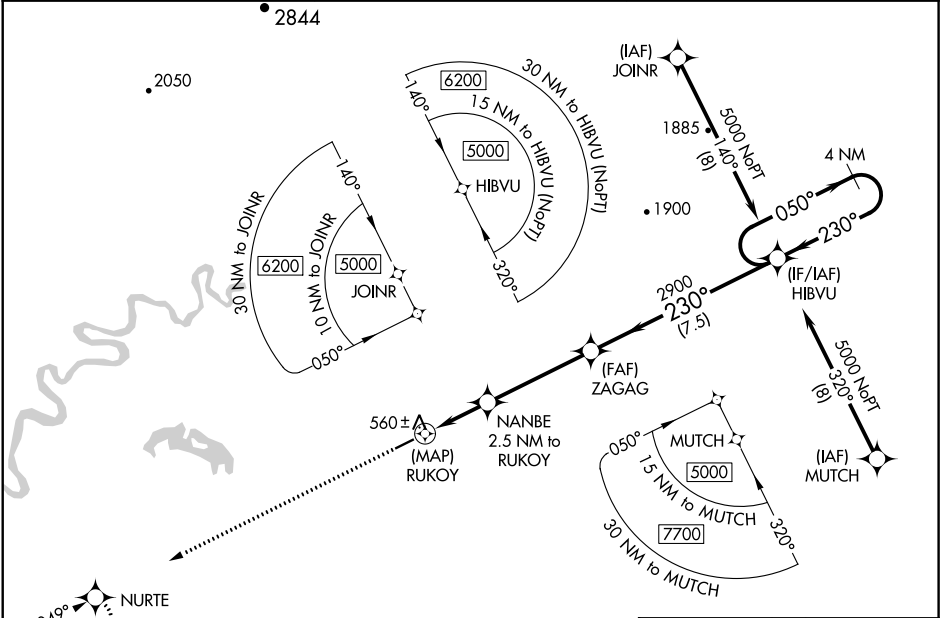 2844
2050
(IAF)
JOINR
5000 NoPT
140°
(8)
1885
1900
4 NM
050°
230°
(IF/IAF)
HIBVU
6200
30 NM to HIBVU (NoPT)
15 NM to HIBVU (NoPT)
5000
140°
HIBVU
320°
30 NM to JOINR
6200
10 NM to JOINR
5000
140°
JOINR
050°
2900
230°
(7.5)
(FAF)
ZAGAG
5000 NoPT
320°
(8)
(IAF)
MUTCH
NANBE
2.5 NM to
RUKOY
560 ±
(MAP)
RUKOY
050°
MUTCH
5000
15 NM to MUTCH
7700
320°
30 NM to MUTCH
NURTE